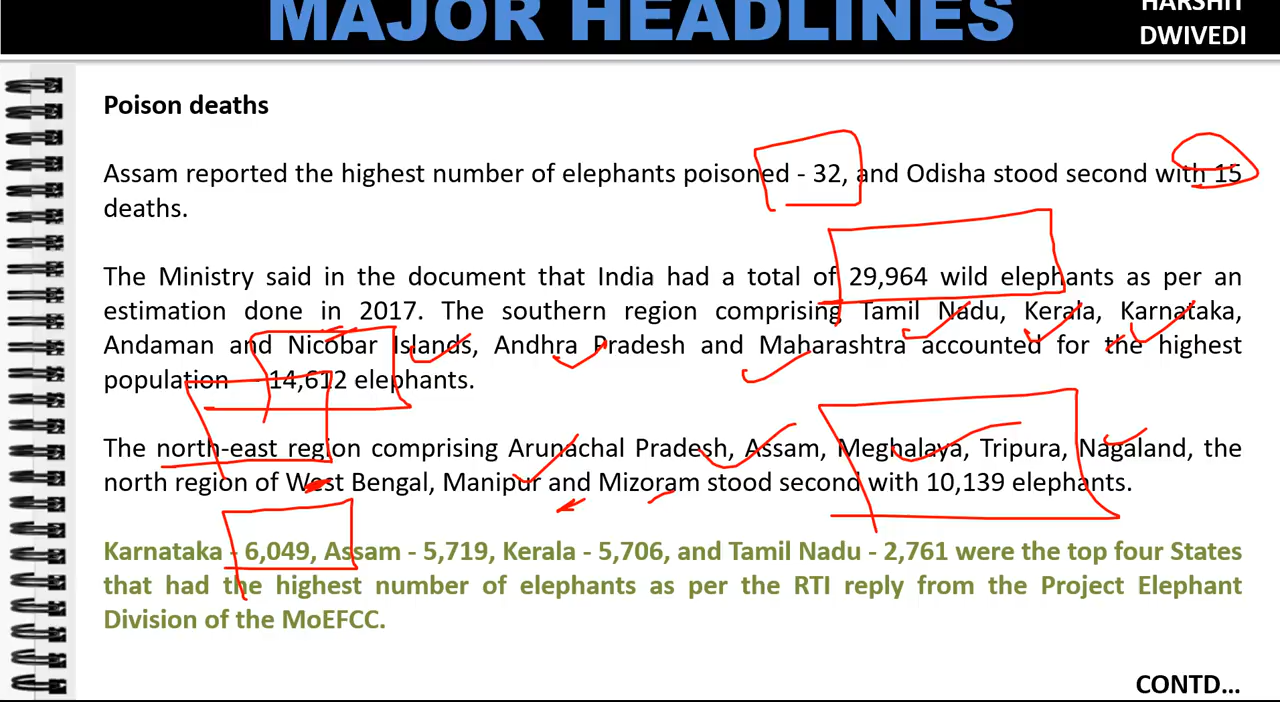 MAJOR HEADLINES
HARSHIT
DWIVEDI
Poison deaths
Assam reported the highest number of elephants poisoned - 32, and Odisha stood second with 15
deaths.
The Ministry said in the document that India had a total of 29,964 wild elephants as per an
estimation done in 2017. The southern region comprising Tamil Nadu, Kerala, Karnataka,
Andaman and Nicobar Islands, Andhra Pradesh and Maharashtra accounted for the highest
population - 14,612 elephants.
The north-east region comprising Arunachal Pradesh, Assam, Meghalaya, Tripura, Nagaland, the
north region of West Bengal, Manipur and Mizoram stood second with 10,139 elephants.
Karnataka - 6,049, Assam - 5,719, Kerala - 5,706, and Tamil Nadu - 2,761 were the top four States
that had the highest number of elephants as per the RTI reply from the Project Elephant
Division of the MoEFCC.
CONTD...